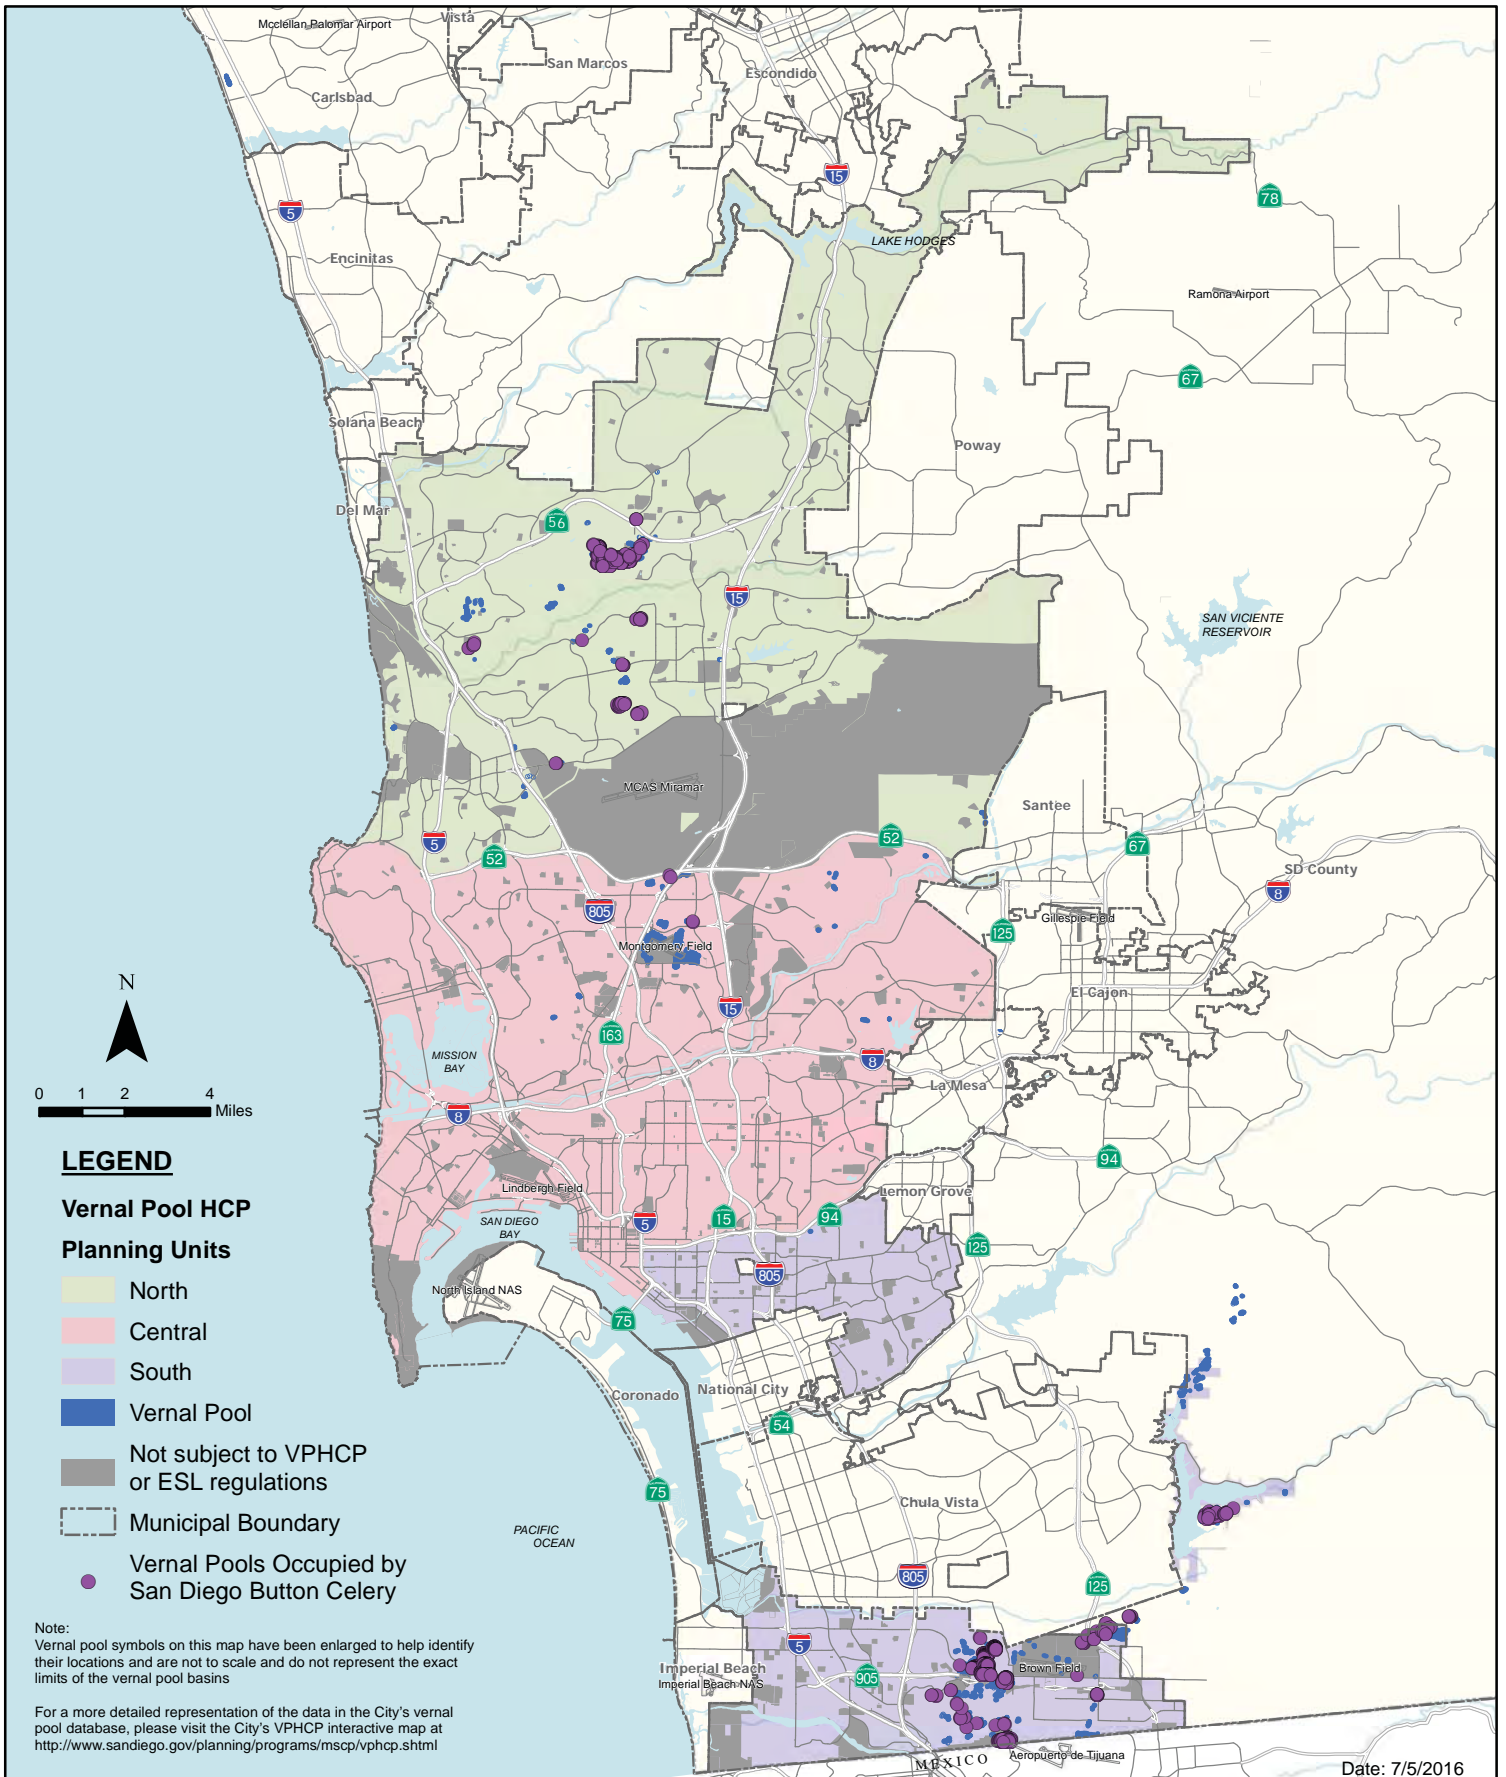 Mcclellan Palomar Airport
Vista
San Marcos
Escondido
Carlsbad
15
5
78
LAKE HODGES
Encinitas
Ramona Airport
67
Solana Beach
Poway
Del Mar
56
15
SAN VICIENTE
RESERVOIR
MCAS Miramar
Santee
5
52
52
67
SD County
8
805
Gillespie Field
125
Montgomery Field
N
El Cajon
15
163
MISSION
BAY
8
La Mesa
0 1 2 4
Miles
8
94
LEGEND
Vernal Pool HCP
Planning Units
North
Central
South
Vernal Pool
Not subject to VPHCP
or ESL regulations
Municipal Boundary
Vernal Pools Occupied by
San Diego Button Celery
Lindbergh Field
Lemon Grove
SAN DIEGO
BAY
5
15
94
125
805
North Island NAS
75
Coronado
National City
54
75
Chula Vista
PACIFIC
OCEAN
805
125
Note:
Vernal pool symbols on this map have been enlarged to help identify
their locations and are not to scale and do not represent the exact
limits of the vernal pool basins
5
Imperial Beach
Imperial Beach NAS
905
Brown Field
For a more detailed representation of the data in the City's vernal
pool database, please visit the City's VPHCP interactive map at
http://www.sandiego.gov/planning/programs/mscp/vphcp.shtml
MEXICO
Aeropuerto de Tijuana
Date: 7/5/2016